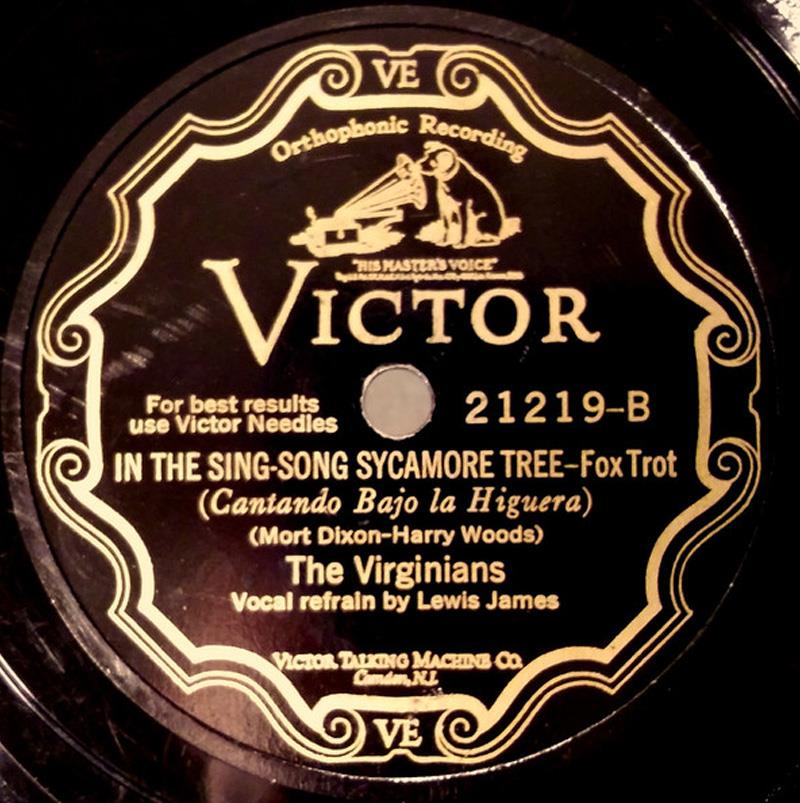 VE
Orthophonic Recording
"HIS MASTER'S VOICE"
VICTOR
For best results
use Victor Needles
21219-B
IN THE SING-SONG SYCAMORE TREE-Fox Trot
(Cantando Bajo la Higuera)
(Mort Dixon-Harry Woods)
The Virginians
Vocal refrain by Lewis James
VICTOR TALKING MACHINE CO.
Camden, N.J.
VE